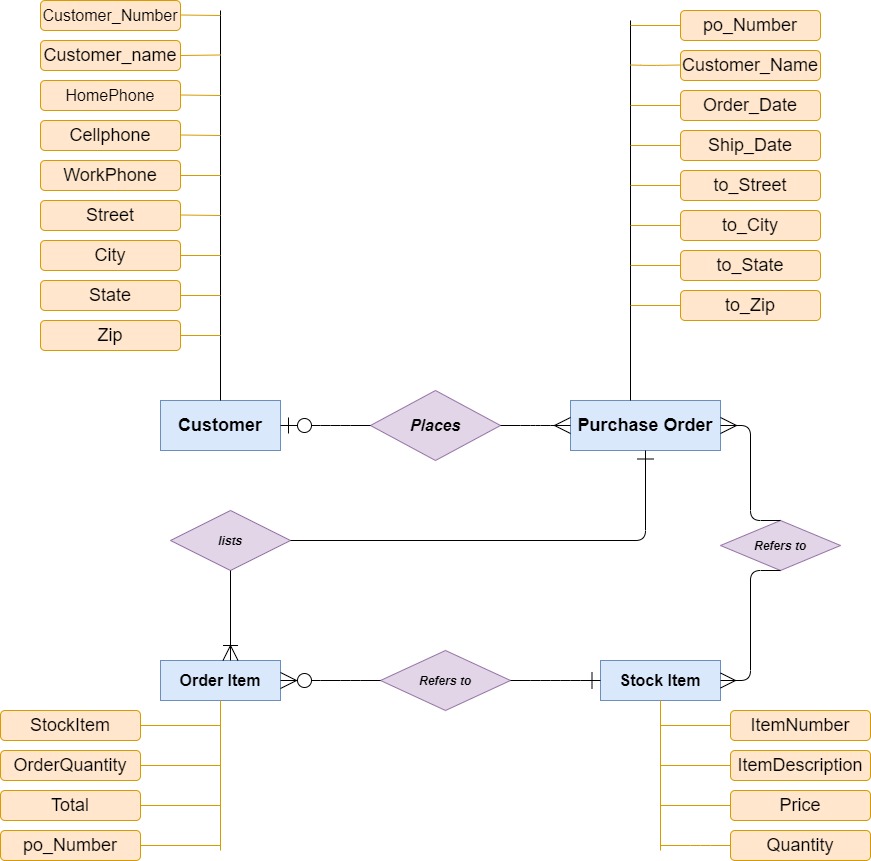 Customer_Number
Customer_name
HomePhone
Cellphone
WorkPhone
Street
City
State
Zip
po_Number
Customer_Name
Order_Date
Ship_Date
to_Street
to_City
to_State
to_Zip
Customer
Places
Purchase Order
lists
Refers to
Order Item
Refers to
Stock Item
StockItem
OrderQuantity
Total
po_Number
ItemNumber
ItemDescription
Price
Quantity